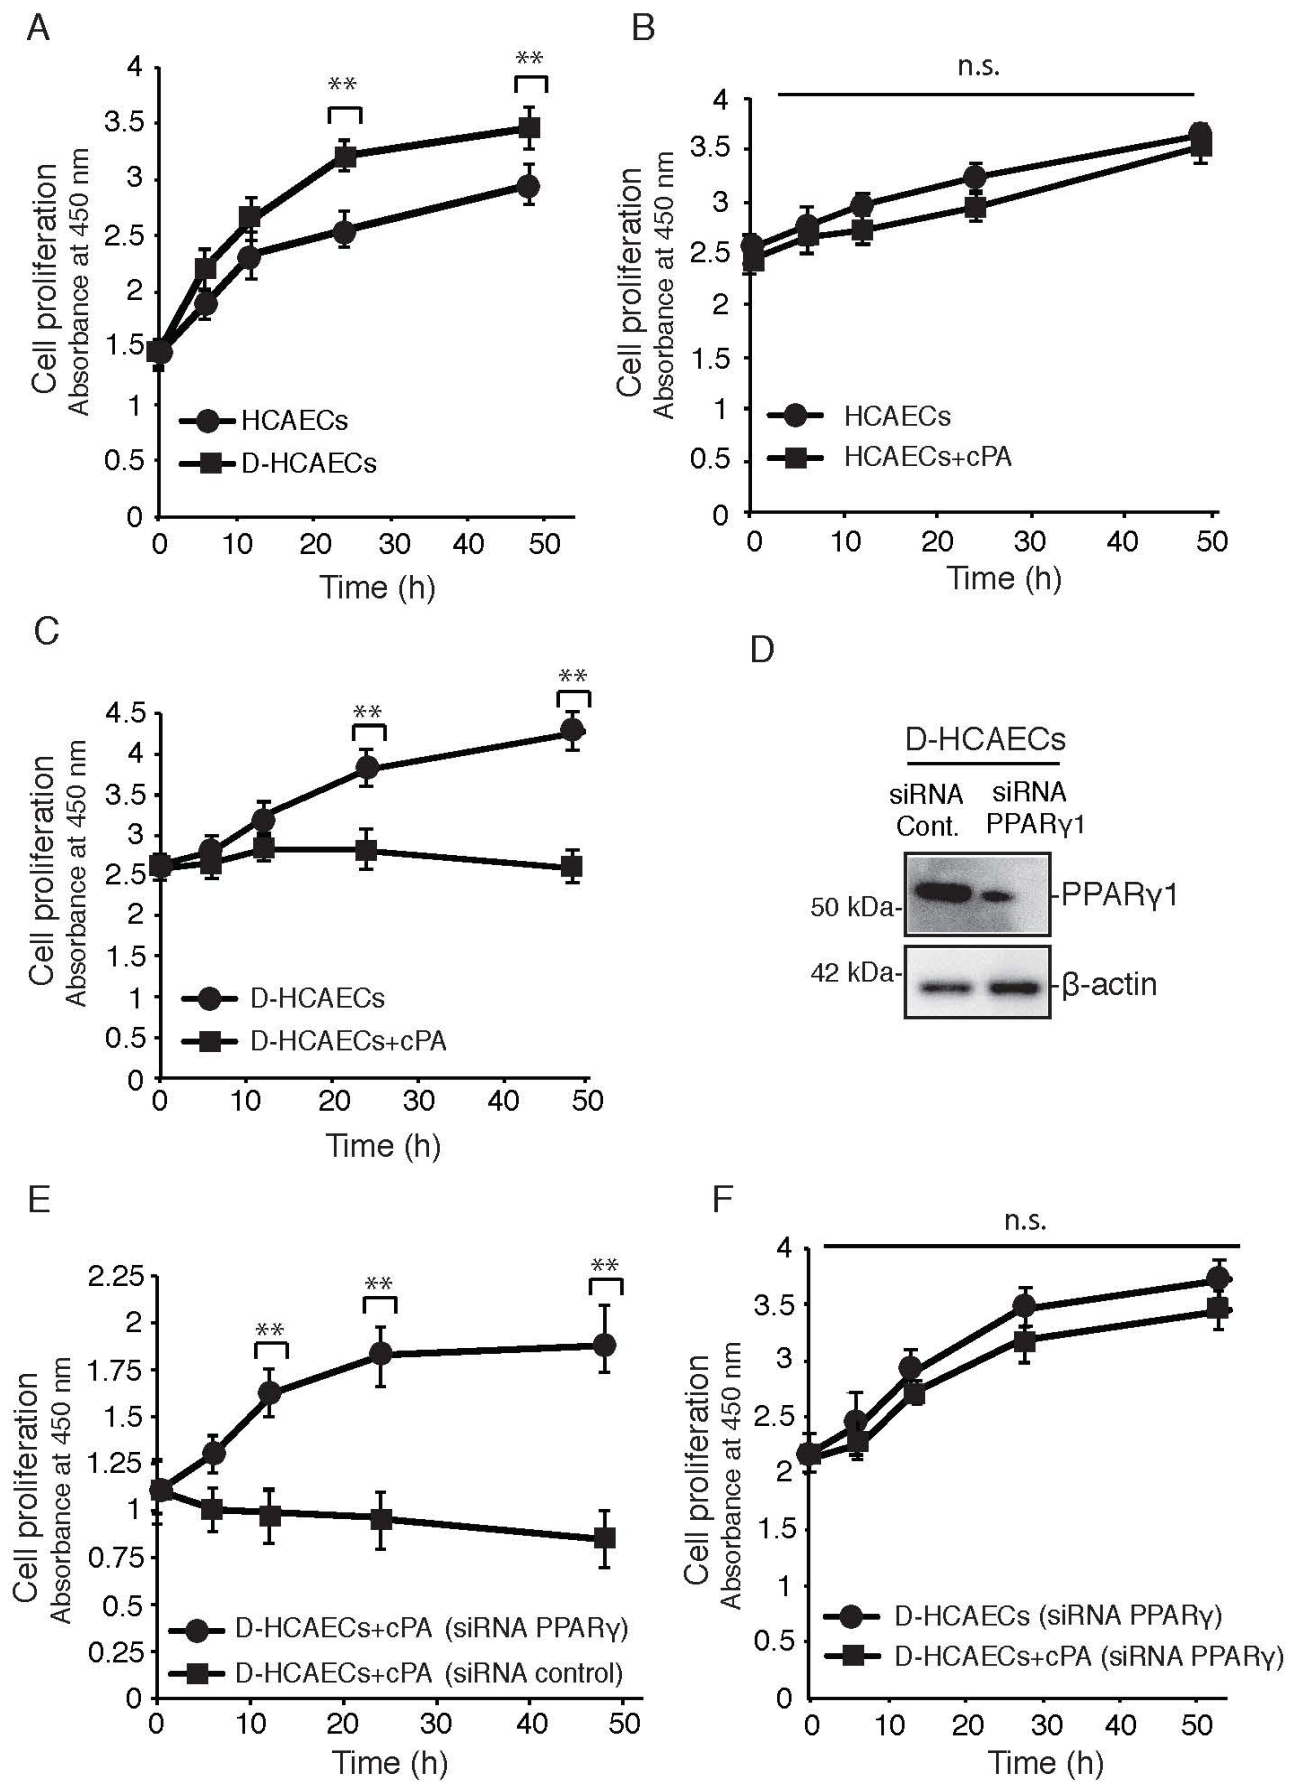 A
Cell proliferation
Absorbance at 450 nm
4
3.5
3
2.5
2
1.5
1
0.5
0
**
**
HCAECs
D-HCAECs
0 10 20 30 40 50
Time (h)
B
n.s.
Cell proliferation
Absorbance at 450 nm
4
3.5
3
2.5
2
1.5
1
0.5
0
HCAECs
HCAECs+cPA
0 10 20 30 40 50
Time (h)
C
Cell proliferation
Absorbance at 450 nm
4.5
4
3.5
3
2.5
2
1.5
1
0.5
0
**
**
D-HCAECs
D-HCAECs+cPA
0 10 20 30 40 50
Time (h)
D
D-HCAECs
siRNA siRNA
Cont. PPARγ1
50 kDa- -PPARγ1
42 kDa- -β-actin
E
Cell proliferation
Absorbance at 450 nm
2.25
2
1.75
1.5
1.25
1
0.75
0.5
0.25
0
**
**
**
D-HCAECs+cPA (siRNA PPARγ)
D-HCAECs+cPA (siRNA control)
0 10 20 30 40 50
Time (h)
F
n.s.
Cell proliferation
Absorbance at 450 nm
4
3.5
3
2.5
2
1.5
1
0.5
0
D-HCAECs (siRNA PPARγ)
D-HCAECs+cPA (siRNA PPARγ)
0 10 20 30 40 50
Time (h)